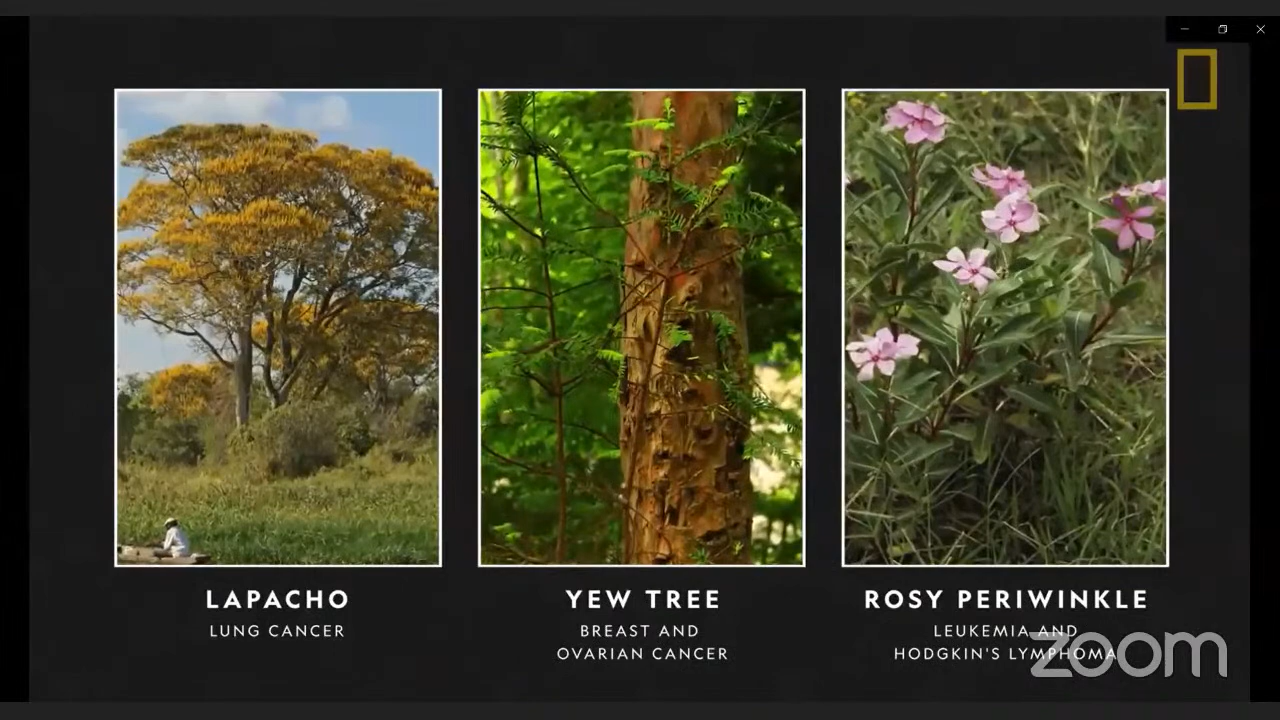 LAPACHO
LUNG CANCER
YEW TREE
BREAST AND
OVARIAN CANCER
ROSY PERIWINKLE
LEUKEMIA AND
HODGKIN'S LYMPHOMA
zoom